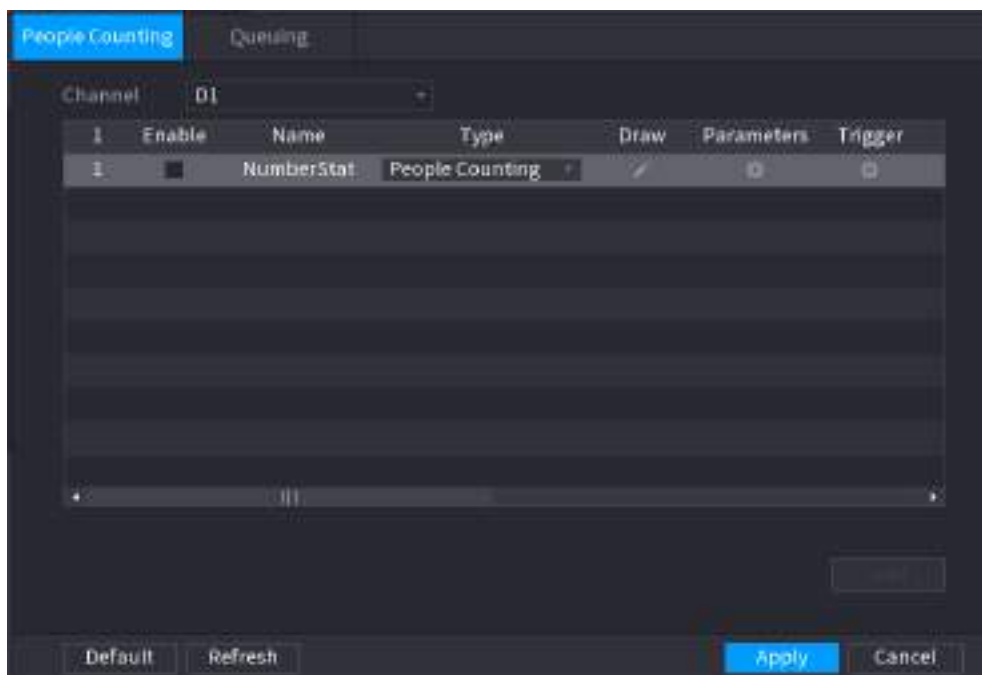 People Counting Queuing
Channel D1
1 Enable Name Type Draw Parameters Trigger
1 NumberStat People Counting
Default Refresh Apply Cancel